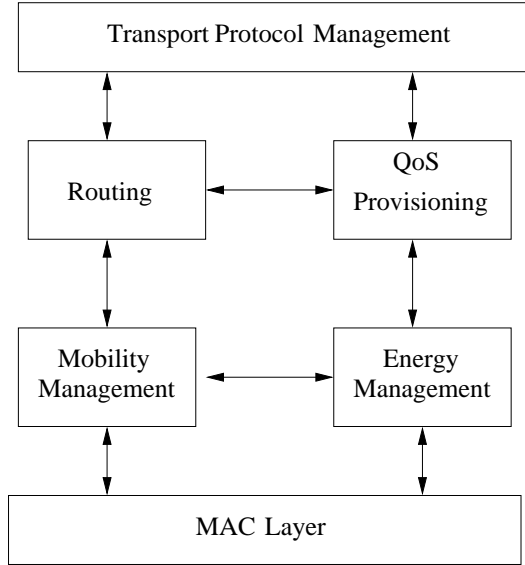 Transport Protocol Management
Routing
QoS
Provisioning
Mobility
Management
Energy
Management
MAC Layer